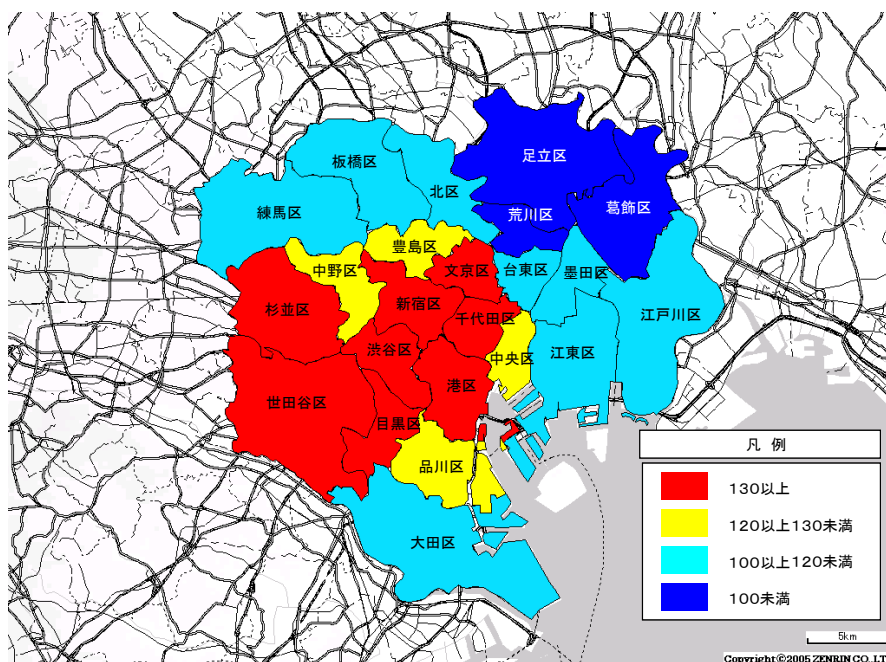 足立区
板橋区
北区
葛飾区
練馬区
荒川区
豊島区
中野区
文京区
台東区
墨田区
新宿区
杉並区
千代田区
江戸川区
渋谷区
中央区
江東区
港区
世田谷区
目黒区
品川区
大田区
凡 例
130以上
120以上130未満
100以上120未満
100未満
5km
Copyright©2005 ZENRIN CO., LT